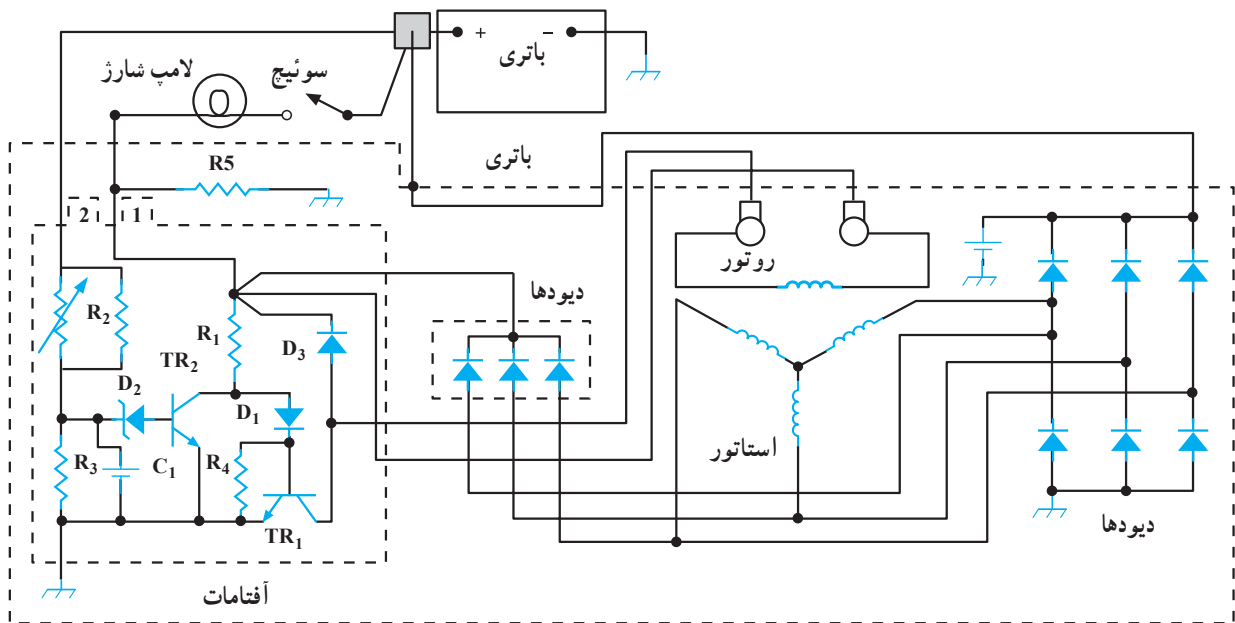 +
−
باتری
لامپ شارژ
سوئیچ
R5
باتری
2
1
روتور
دیودها
R2
R1
TR2
D3
D2
D1
استاتور
R3
C1
R4
TR1
دیودها
آفتامات